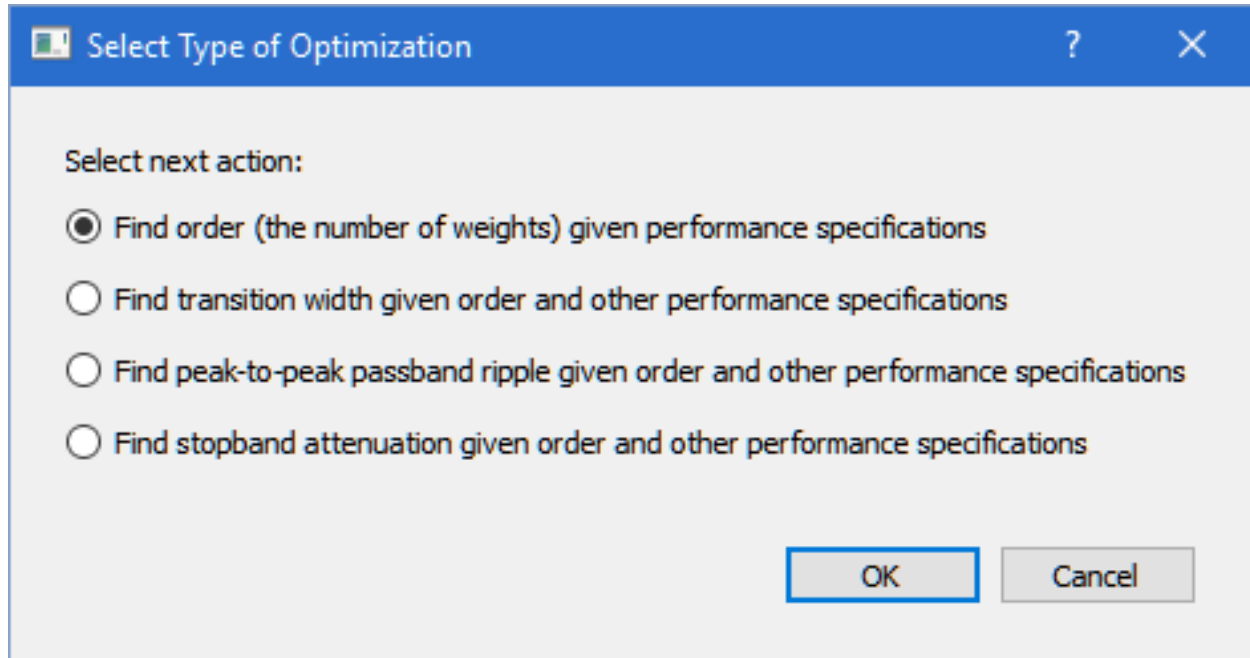 Select Type of Optimization ?
Select next action:
Find order (the number of weights) given performance specifications
Find transition width given order and other performance specifications
Find peak-to-peak passband ripple given order and other performance specifications
Find stopband attenuation given order and other performance specifications
OK Cancel